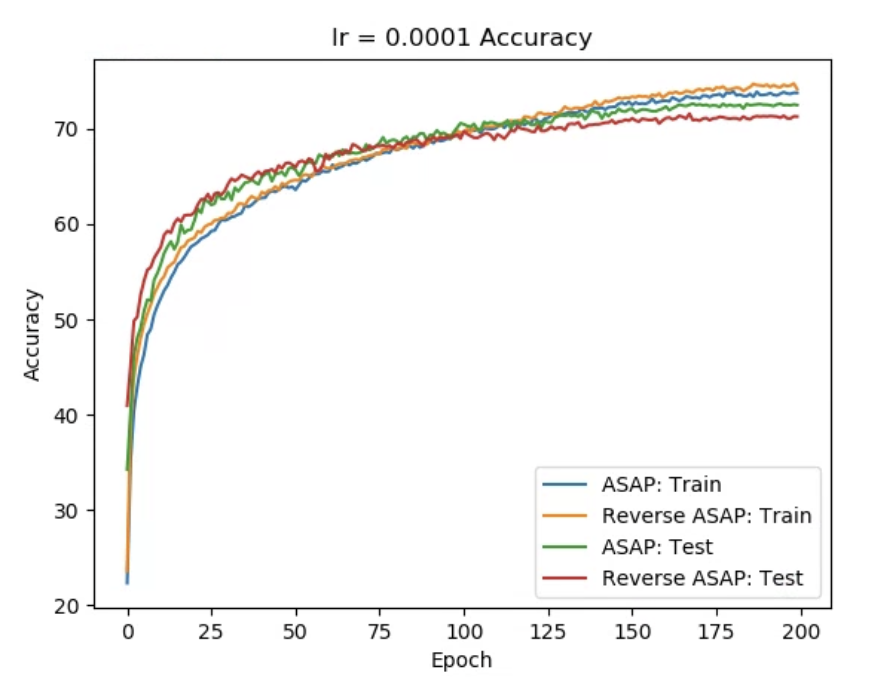 lr = 0.0001 Accuracy
Accuracy
70
60
50
40
30
20
0 25 50 75 100 125 150 175 200
Epoch
ASAP: Train
Reverse ASAP: Train
ASAP: Test
Reverse ASAP: Test